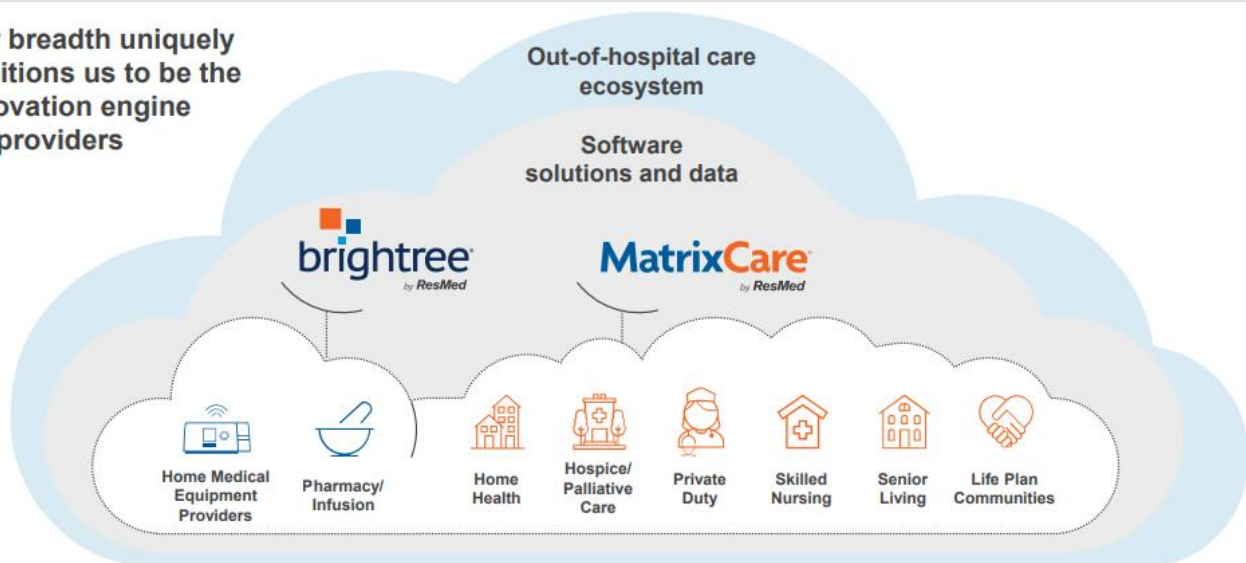 breadth uniquely
itions us to be the
ovation engine
providers
Out-of-hospital care
ecosystem
Software
solutions and data
brightree
by ResMed
MatrixCare
by ResMed
Home Medical
Equipment
Providers
Pharmacy/
Infusion
Home
Health
Hospice/
Palliative
Care
Private
Duty
Skilled
Nursing
Senior
Living
Life Plan
Communities